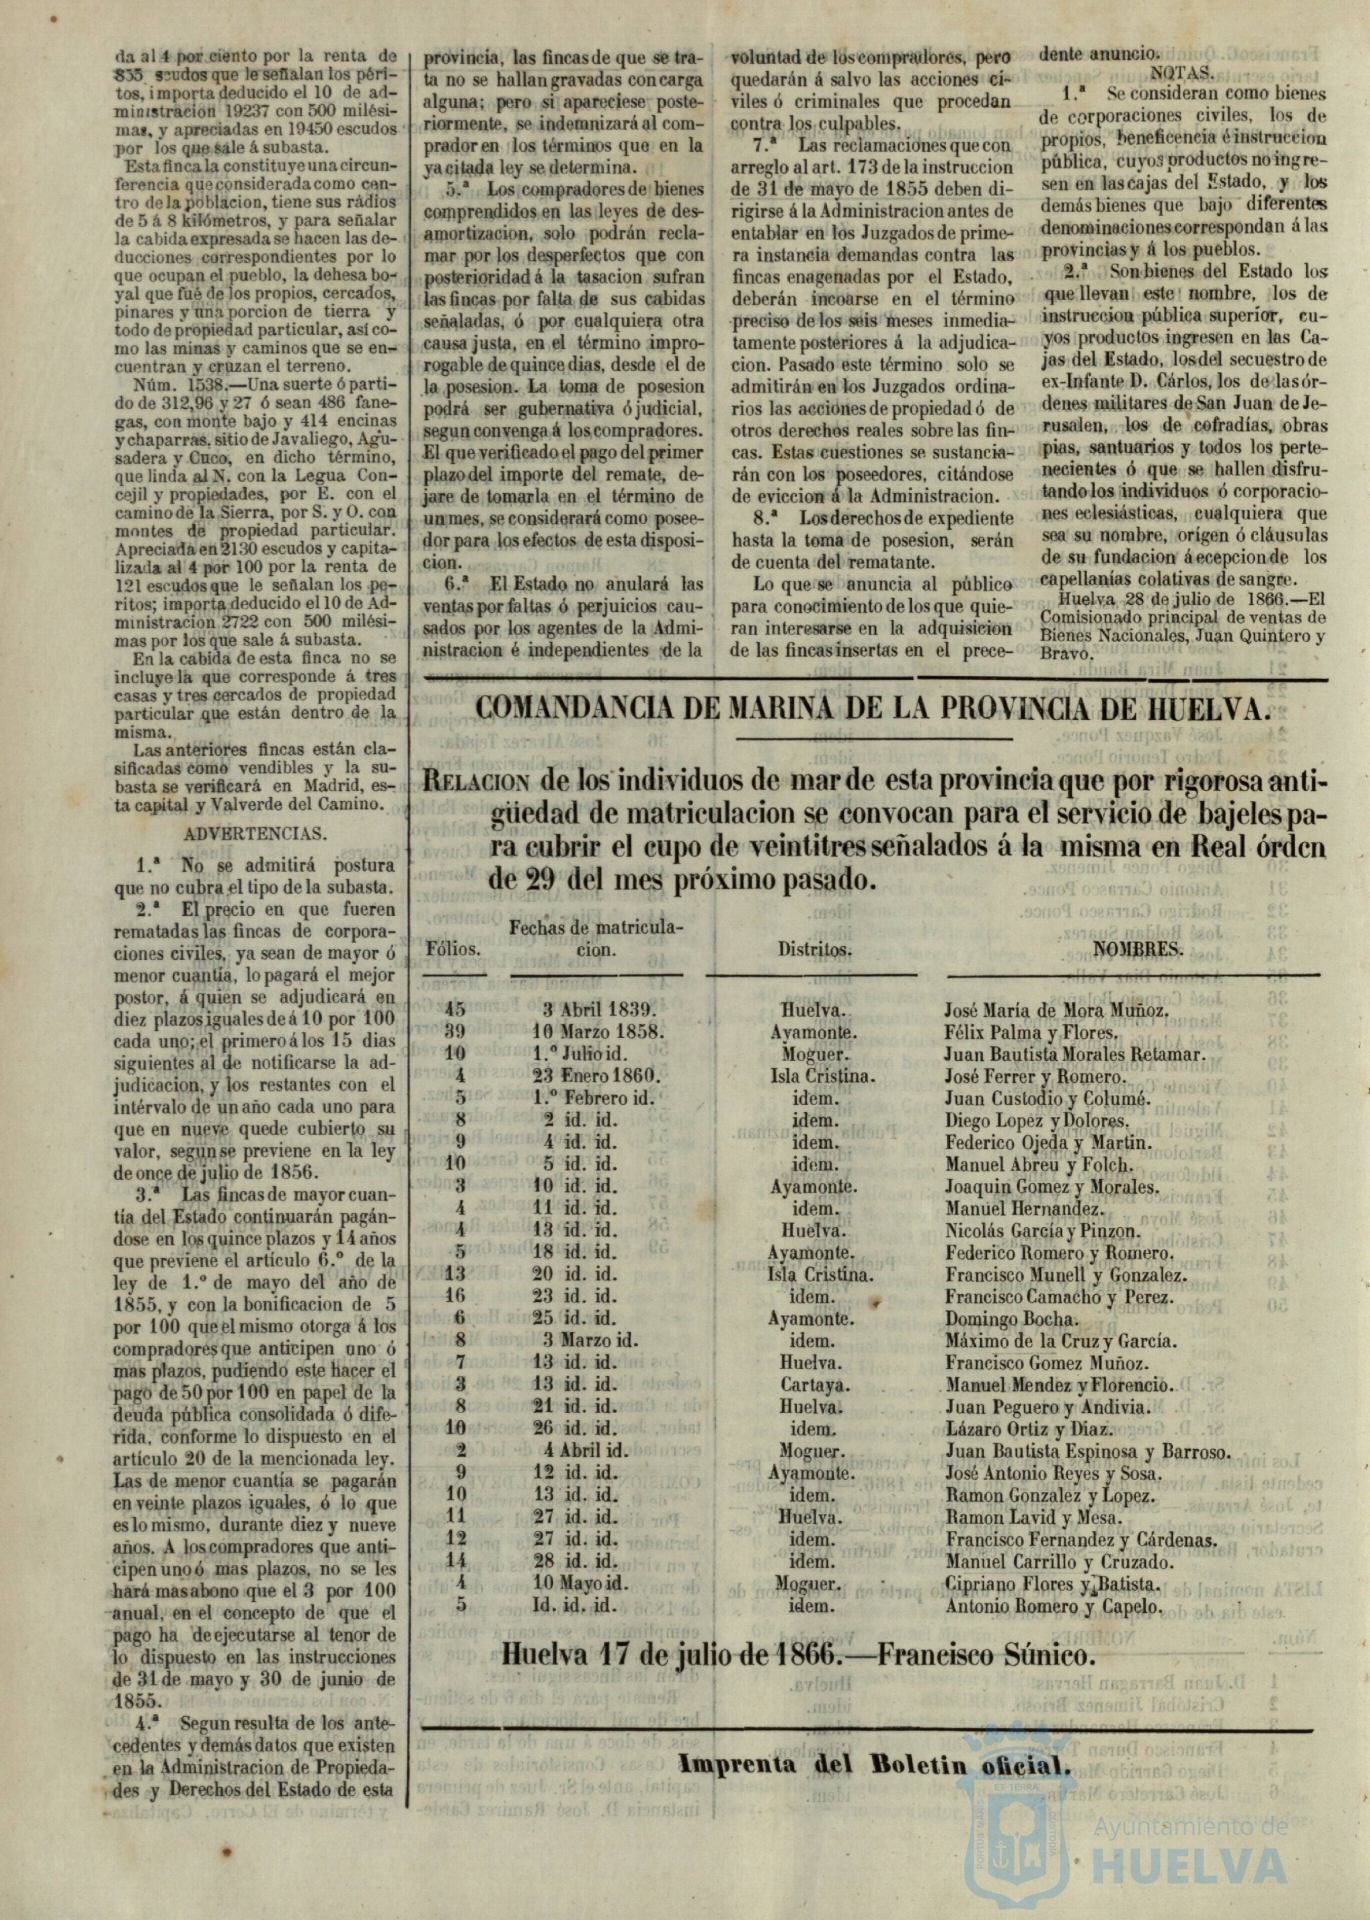 da al 4 por ciento por la renta de
835 scudos que le señalan los péri-
tos, importa deducido el 10 de ad-
ministracion 19237 con 500 milési-
mas, y apreciadas en 19450 escudos
por los que sale á subasta.
Esta finca la constituye una circun-
ferencia que considerada como cen-
tro de la poblacion, tiene sus rádios
de 5 á 8 kilómetros, y para señalar
la cabida expresada se hacen las de-
ducciones correspondientes por lo
que ocupan el pueblo, la dehesa bo-
yal que fué de los propios, cercados,
pinares y una porcion de tierra y
todo de propiedad particular, así co-
mo las minas y caminos que se en-
cuentran y cruzan el terreno.
Núm. 1538.—Una suerte ó parti-
do de 312,96 y 27 ó sean 486 fane-
gas, con monte bajo y 414 encinas
y chaparras, sitio de Javaliego, Agu-
sadera y Cuco, en dicho término,
que linda al N. con la Legua Con-
cejil y propiedades, por E. con el
camino de la Sierra, por S. y O. con
montes de propiedad particular.
Apreciada en 2130 escudos y capita-
lizada al 4 por 100 por la renta de
121 escudos que le señalan los pe-
ritos; importa deducido el 10 de Ad-
ministracion 2722 con 500 milési-
mas por los que sale á subasta.
En la cabida de esta finca no se
incluye la que corresponde á tres
casas y tres cercados de propiedad
particular que están dentro de la
misma.
Las anteriores fincas están cla-
sificadas como vendibles y la su-
basta se verificará en Madrid, es-
ta capital y Valverde del Camino.
ADVERTENCIAS.
1.ª No se admitirá postura
que no cubra el tipo de la subasta.
2.ª El precio en que fueren
rematadas las fincas de corpora-
ciones civiles, ya sean de mayor ó
menor cuantía, lo pagará el mejor
postor, á quien se adjudicará en
diez plazos iguales de á 10 por 100
cada uno; el primero á los 15 dias
siguientes al de notificarse la ad-
judicacion, y los restantes con el
intérvalo de un año cada uno para
que en nueve quede cubierto su
valor, segun se previene en la ley
de once de julio de 1856.
3.ª Las fincas de mayor cuan-
tía del Estado continuarán pagán-
dose en los quince plazos y 14 años
que previene el artículo 6.º de la
ley de 1.º de mayo del año de
1855, y con la bonificacion de 5
por 100 que el mismo otorga á los
compradores que anticipen uno ó
mas plazos, pudiendo este hacer el
pago de 50 por 100 en papel de la
deuda pública consolidada ó dife-
rida, conforme lo dispuesto en el
artículo 20 de la mencionada ley.
Las de menor cuantía se pagarán
en veinte plazos iguales, ó lo que
es lo mismo, durante diez y nueve
años. A los compradores que anti-
cipen uno ó mas plazos, no se les
hará mas abono que el 3 por 100
anual, en el concepto de que el
pago ha de ejecutarse al tenor de
lo dispuesto en las instrucciones
de 31 de mayo y 30 de junio de
1855.
4.ª Segun resulta de los ante-
cedentes y demás datos que existen
en la Administracion de Propieda-
des y Derechos del Estado de esta
provincia, las fincas de que se tra-
ta no se hallan gravadas con carga
alguna; pero si apareciese poste-
riormente, se indemnizará al com-
prador en los términos que en la
ya citada ley se determina.
5.ª Los compradores de bienes
comprendidos en las leyes de des-
amortizacion, solo podrán recla-
mar por los desperfectos que con
posterioridad á la tasacion sufran
las fincas por falta de sus cabidas
señaladas, ó por cualquiera otra
causa justa, en el término impro-
rogable de quince dias, desde el de
la posesion. La toma de posesion
podrá ser gubernativa ó judicial,
segun convenga á los compradores.
El que verificado el pago del primer
plazo del importe del remate, de-
jare de tomarla en el término de
un mes, se considerará como posee-
dor para los efectos de esta disposi-
cion.
6.ª El Estado no anulará las
ventas por faltas ó perjuicios cau-
sados por los agentes de la Admi-
nistracion é independientes de la
voluntad de los compradores, pero
quedarán á salvo las acciones ci-
viles ó criminales que procedan
contra los culpables.
7.ª Las reclamaciones que con
arreglo al art. 173 de la instruccion
de 31 de mayo de 1855 deben di-
rigirse á la Administracion antes de
entablar en los Juzgados de prime-
ra instancia demandas contra las
fincas enagenadas por el Estado,
deberán incoarse en el término
preciso de los seis meses inmedia-
tamente posteriores á la adjudica-
cion. Pasado este término solo se
admitirán en los Juzgados ordina-
rios las acciones de propiedad ó de
otros derechos reales sobre las fin-
cas. Estas cuestiones se sustancia-
rán con los poseedores, citándose
de eviccion á la Administracion.
8.ª Los derechos de expediente
hasta la toma de posesion, serán
de cuenta del rematante.
Lo que se anuncia al público
para conocimiento de los que quie-
ran interesarse en la adquisicion
de las fincas insertas en el prece-
dente anuncio.
NOTAS.
1.ª Se consideran como bienes
de corporaciones civiles, los de
propios, beneficencia é instruccion
pública, cuyos productos no ingre-
sen en las cajas del Estado, y los
demás bienes que bajo diferentes
denominaciones correspondan á las
provincias y á los pueblos.
2.ª Son bienes del Estado los
que llevan este nombre, los de
instruccion pública superior, cu-
yos productos ingresen en las Ca-
jas del Estado, los del secuestro de
ex-Infante D. Cárlos, los de las ór-
denes militares de San Juan de Je-
rusalen, los de cofradías, obras
pias, santuarios y todos los perte-
necientes ó que se hallen disfru-
tando los individuos ó corporacio-
nes eclesiásticas, cualquiera que
sea su nombre, origen ó cláusulas
de su fundacion á ecepcion de los
capellanías colativas de sangre.
Huelva 28 de julio de 1866.—El
Comisionado principal de ventas de
Bienes Nacionales, Juan Quintero y
Bravo.
COMANDANCIA DE MARINA DE LA PROVINCIA DE HUELVA.
RELACION de los individuos de mar de esta provincia que por rigorosa anti-
güedad de matriculacion se convocan para el servicio de bajeles pa-
ra cubrir el cupo de veintitres señalados á la misma en Real órden
de 29 del mes próximo pasado.
Fólios. Fechas de matricula-cion. Distritos. NOMBRES.
45 3 Abril 1839. Huelva. José María de Mora Muñoz.
39 10 Marzo 1858. Ayamonte. Félix Palma y Flores.
10 1.º Julio id. Moguer. Juan Bautista Morales Retamar.
4 23 Enero 1860. Isla Cristina. José Ferrer y Romero.
5 1.º Febrero id. idem. Juan Custodio y Columé.
8 2 id. id. idem. Diego Lopez y Dolores.
9 4 id. id. idem. Federico Ojeda y Martin.
10 5 id. id. idem. Manuel Abreu y Folch.
3 10 id. id. Ayamonte. Joaquin Gomez y Morales.
4 11 id. id. idem. Manuel Hernandez.
4 13 id. id. Huelva. Nicolás García y Pinzon.
5 18 id. id. Ayamonte. Federico Romero y Romero.
13 20 id. id. Isla Cristina. Francisco Munell y Gonzalez.
16 23 id. id. idem. Francisco Camacho y Perez.
6 25 id. id. Ayamonte. Domingo Bocha.
8 3 Marzo id. idem. Máximo de la Cruz y García.
7 13 id. id. Huelva. Francisco Gomez Muñoz.
3 13 id. id. Cartaya. Manuel Mendez y Florencio.
8 21 id. id. Huelva. Juan Peguero y Andivia.
10 26 id. id. idem. Lázaro Ortiz y Diaz.
2 4 Abril id. Moguer. Juan Bautista Espinosa y Barroso.
9 12 id. id. Ayamonte. José Antonio Reyes y Sosa.
10 13 id. id. idem. Ramon Gonzalez y Lopez.
11 27 id. id. Huelva. Ramon Lavid y Mesa.
12 27 id. id. idem. Francisco Fernandez y Cárdenas.
14 28 id. id. idem. Manuel Carrillo y Cruzado.
4 10 Mayo id. Moguer. Cipriano Flores y Batista.
5 Id. id. id. idem. Antonio Romero y Capelo.
Huelva 17 de julio de 1866.—Francisco Súnico.
Imprenta del Boletin oficial.
Ayuntamiento de
HUELVA